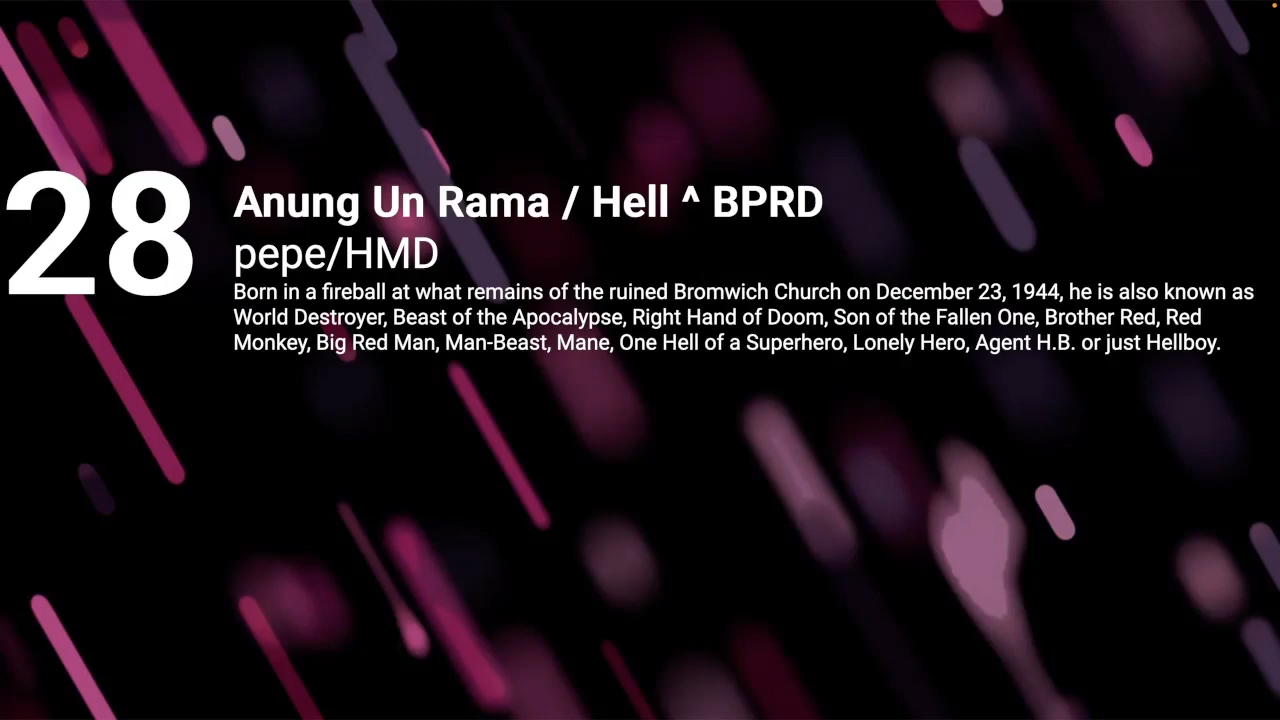 28
Anung Un Rama / Hell ^ BPRD
pepe/HMD
Born in a fireball at what remains of the ruined Bromwich Church on December 23, 1944, he is also known as
World Destroyer, Beast of the Apocalypse, Right Hand of Doom, Son of the Fallen One, Brother Red, Red
Monkey, Big Red Man, Man-Beast, Mane, One Hell of a Superhero, Lonely Hero, Agent H.B. or just Hellboy.